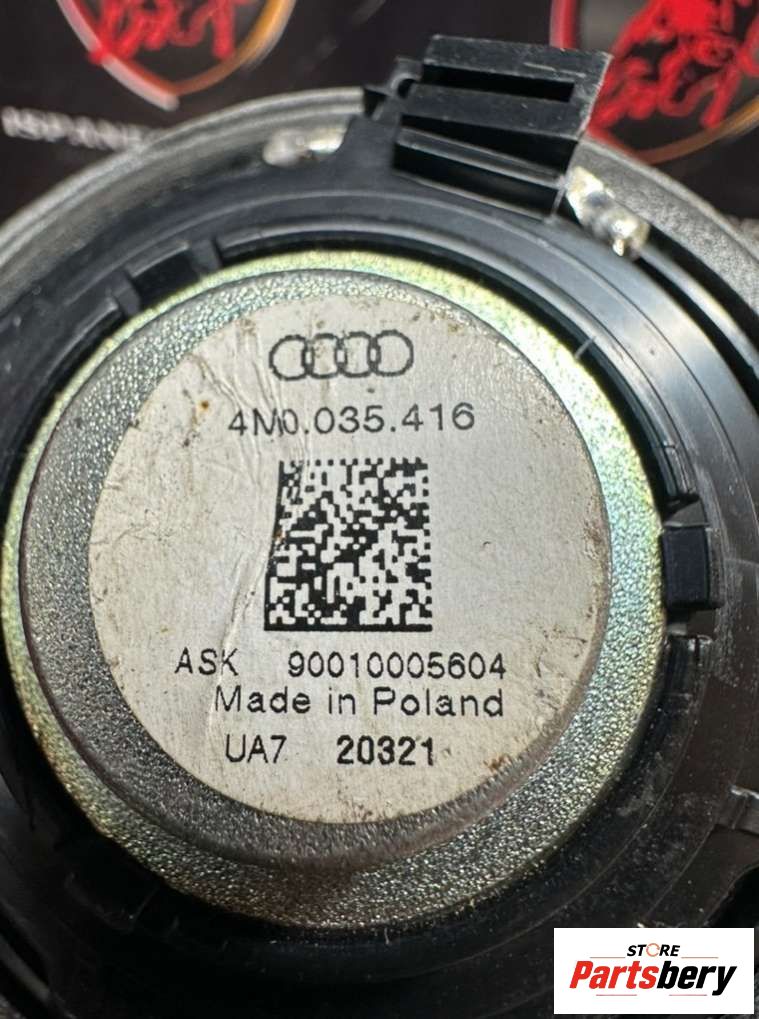 4M0.035.416
ASK 90010005604
Made in Poland
UA7 20321
STORE
Partsbery